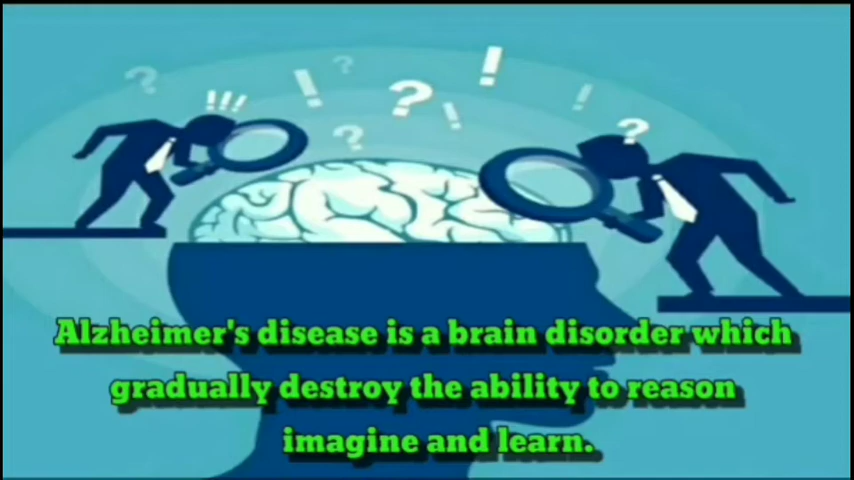 Alzheimer's disease is a brain disorder which
gradually destroy the ability to reason
imagine and learn.